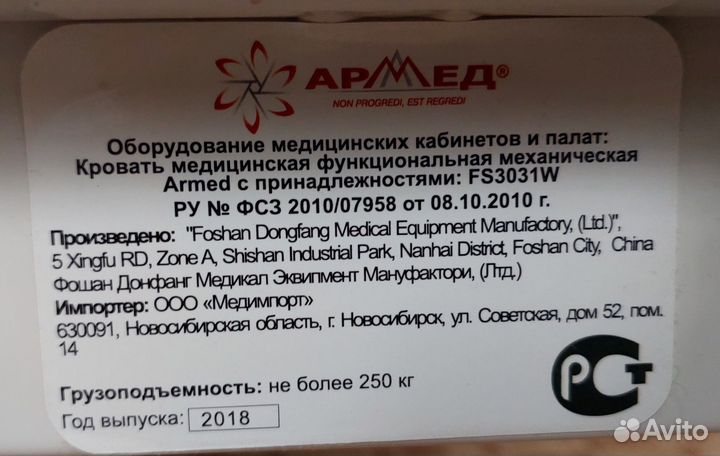 АРМЕД®
NON PROGREDI, EST REGREDI
Оборудование медицинских кабинетов и палат:
Кровать медицинская функциональная механическая
Armed с принадлежностями: FS3031W
РУ № ФСЗ 2010/07958 от 08.10.2010 г.
Произведено: "Foshan Dongfang Medical Equipment Manufactory, (Ltd.)",
5 Xingfu RD, Zone A, Shishan Industrial Park, Nanhai District, Foshan City, China
Фошан Донфанг Медикал Эквипмент Мануфактори, (Лтд.)
Импортер: ООО «Медимпорт»
630091, Новосибирская область, г. Новосибирск, ул. Советская, дом 52, пом.
14
Грузоподъемность: не более 250 кг
Год выпуска: 2018
РСТ
Avito